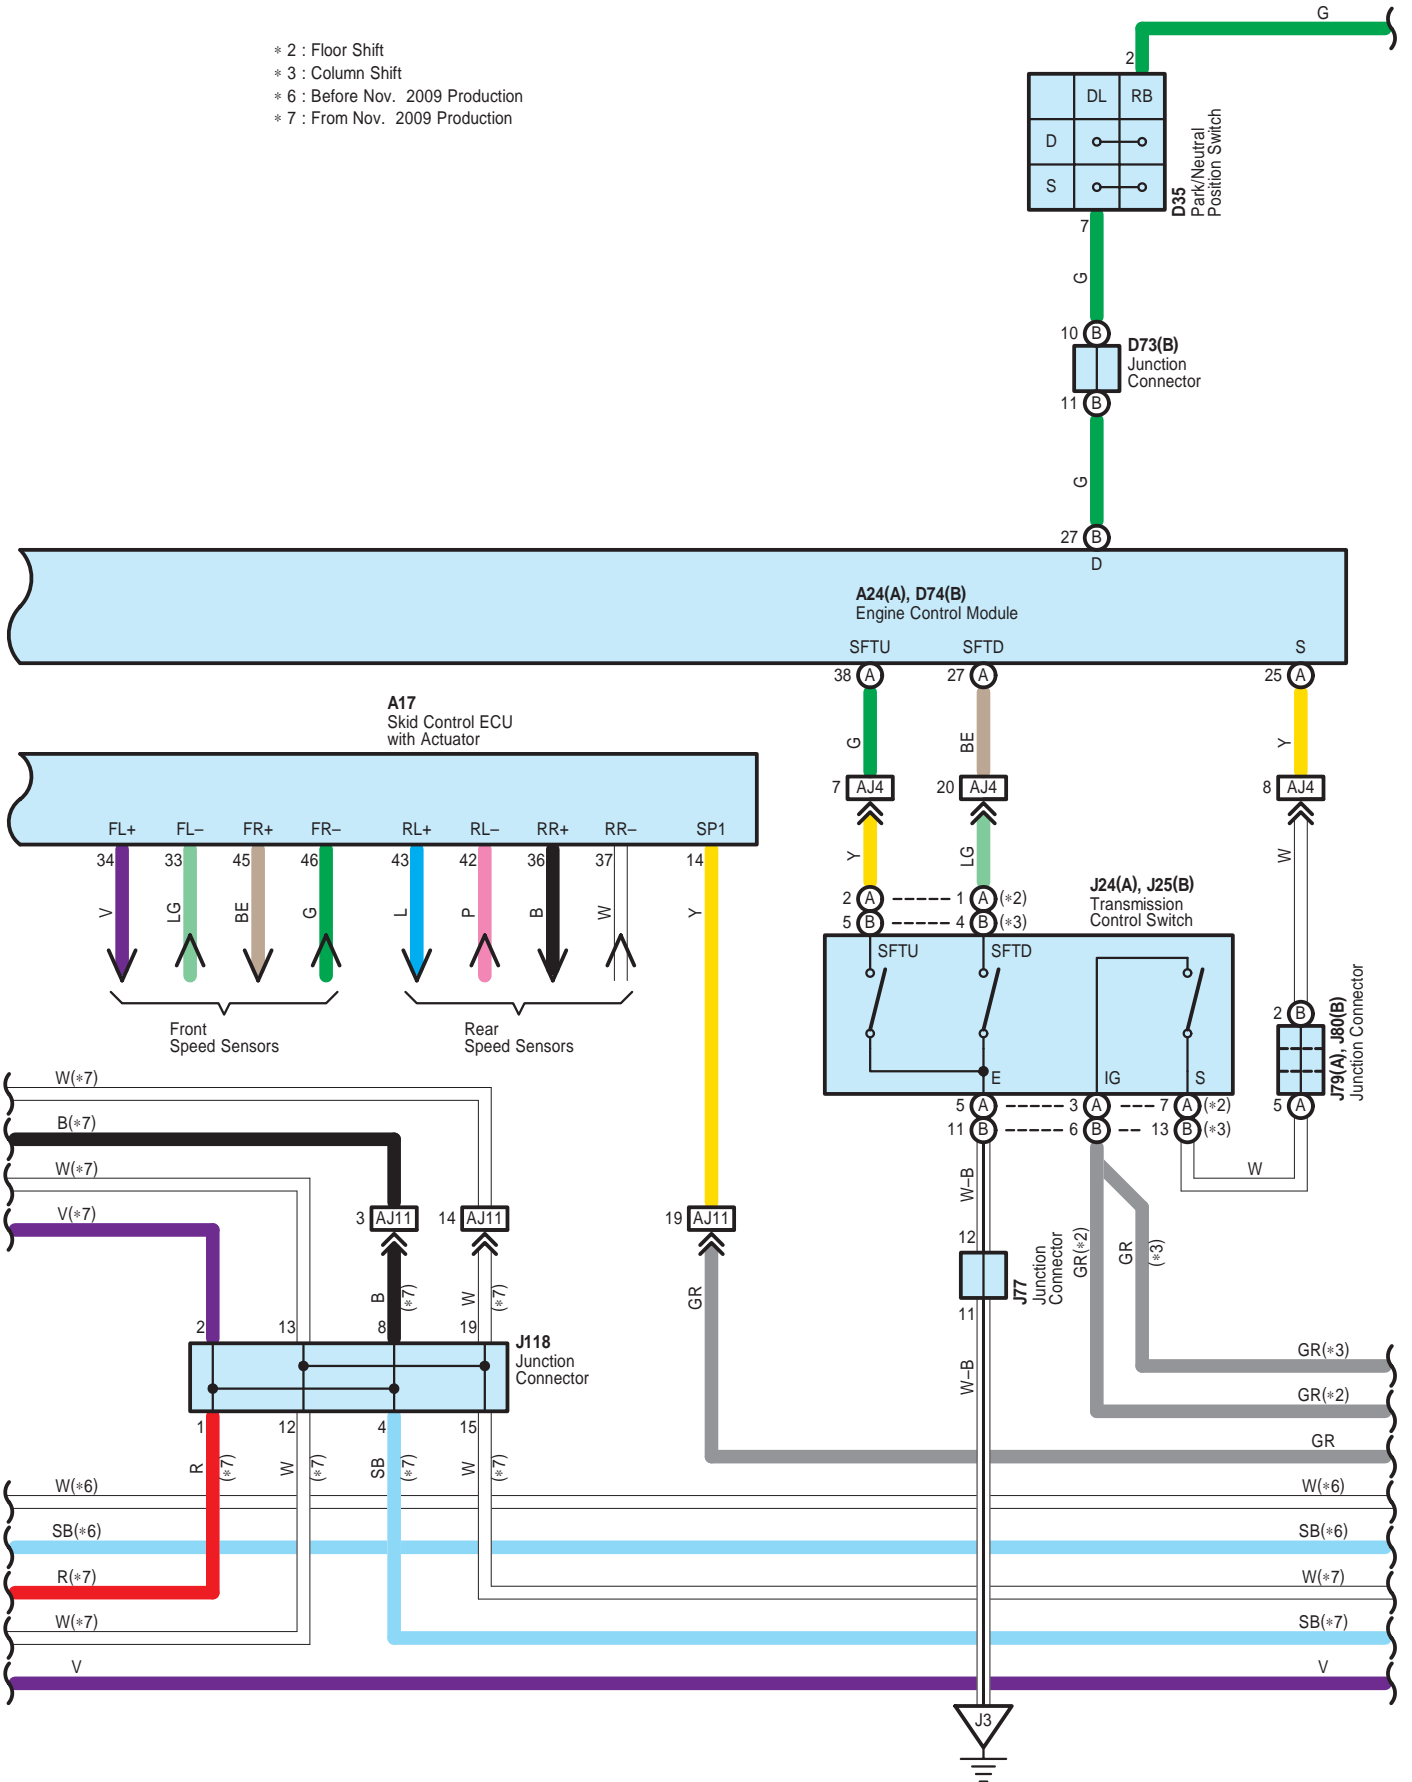 G
∗ 2 : Floor Shift
∗ 3 : Column Shift
∗ 6 : Before Nov. 2009 Production
∗ 7 : From Nov. 2009 Production
2
DL RB
D
S
D35
Park/Neutral
Position Switch
7
G
10 B
D73(B)
Junction
Connector
11 B
G
27 B
D
A24(A), D74(B)
Engine Control Module
SFTU SFTD S
38 A 27 A 25 A
A17
Skid Control ECU
with Actuator
G BE Y
7 AJ4 20 AJ4 8 AJ4
FL+ FL– FR+ FR– RL+ RL– RR+ RR– SP1
34 33 45 46 43 42 36 37 14
Y LG W
V LG BE G L P B W Y
J24(A), J25(B)
Transmission
Control Switch
2 A 1 A (∗2)
5 B 4 B (∗3)
SFTU SFTD
Front
Speed Sensors
Rear
Speed Sensors
2 B
J79(A), J80(B)
Junction Connector
5 A
E IG S
5 A 3 A 7 A (∗2)
11 B 6 B 13 B (∗3)
W
W(∗7)
B(∗7)
W(∗7)
V(∗7)
3 AJ11 14 AJ11 19 AJ11
W–B
12
J77
Junction
Connector
11
GR(∗2)
GR
(∗3)
B (∗7) W (∗7) GR
2 13 8 19
J118
Junction
Connector
W–B
GR(∗3)
GR(∗2)
1 12 4 15
GR
R (∗7) W (∗7) SB (∗7) W (∗7)
W(∗6) W(∗6)
SB(∗6) SB(∗6)
R(∗7) W(∗7)
W(∗7) SB(∗7)
V V
J3